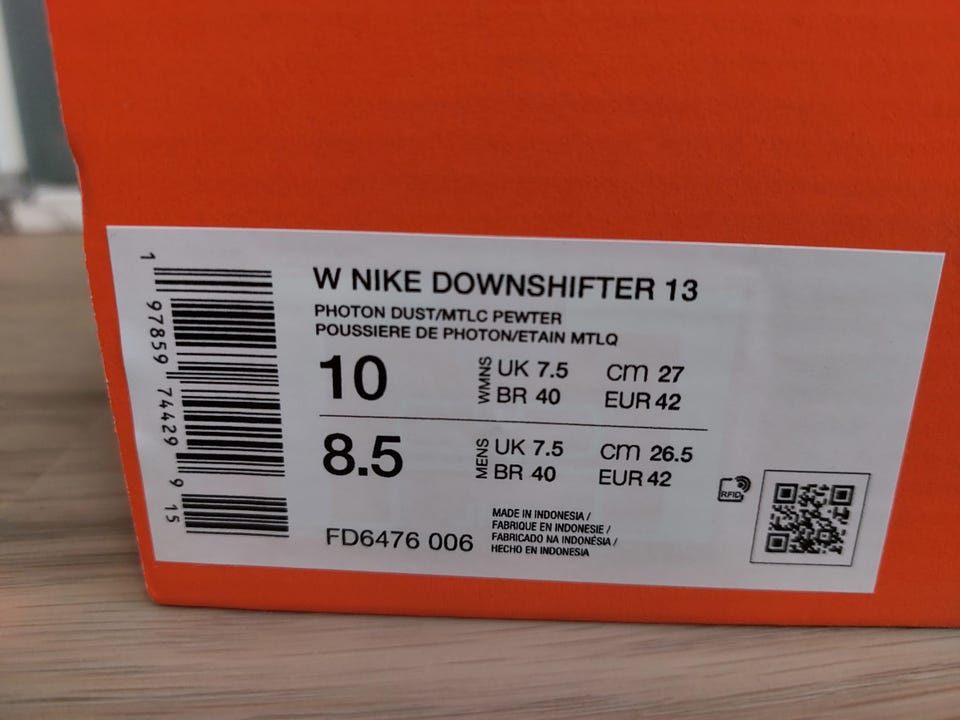 W NIKE DOWNSHIFTER 13
PHOTON DUST/MTLC PEWTER
POUSSIERE DE PHOTON/ETAIN MTLQ
10 WMNS UK 7.5 cm 27
BR 40 EUR 42
8.5 MENS UK 7.5 cm 26.5
BR 40 EUR 42
FD6476 006
MADE IN INDONESIA /
FABRIQUE EN INDONESIE /
FABRICADO NA INDONÉSIA /
HECHO EN INDONESIA
RFID
1 97859 74429 9 15